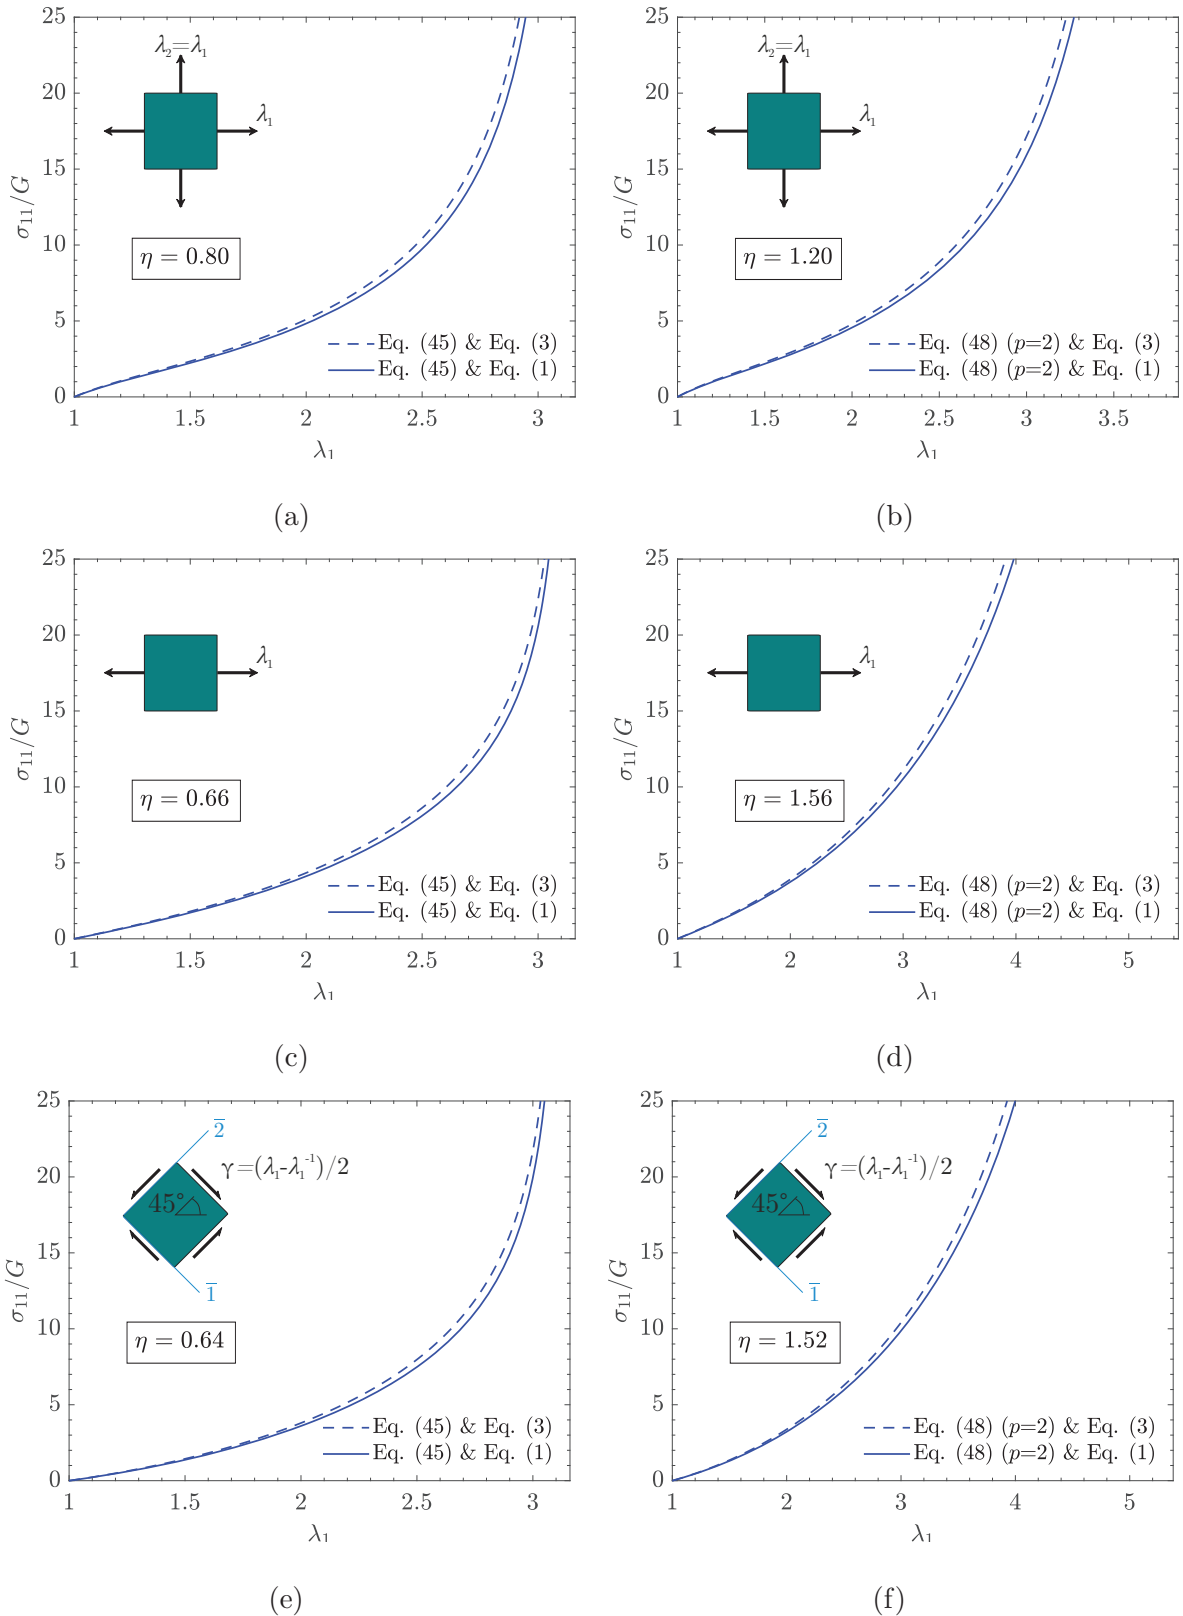 25
20
15
10
5
0
σ11/G
λ2=λ1
λ1
η = 0.80
Eq. (45) & Eq. (3)
Eq. (45) & Eq. (1)
1 1.5 2 2.5 3
λ1
(a)
25
20
15
10
5
0
σ11/G
λ2=λ1
λ1
η = 1.20
Eq. (48) (p=2) & Eq. (3)
Eq. (48) (p=2) & Eq. (1)
1 1.5 2 2.5 3 3.5
λ1
(b)
25
20
15
10
5
0
σ11/G
λ1
η = 0.66
Eq. (45) & Eq. (3)
Eq. (45) & Eq. (1)
1 1.5 2 2.5 3
λ1
(c)
25
20
15
10
5
0
σ11/G
λ1
η = 1.56
Eq. (48) (p=2) & Eq. (3)
Eq. (48) (p=2) & Eq. (1)
1 2 3 4 5
λ1
(d)
25
20
15
10
5
0
σ11/G
2̅
γ=(λ1-λ1⁻¹)/2
45°
1̅
η = 0.64
Eq. (45) & Eq. (3)
Eq. (45) & Eq. (1)
1 1.5 2 2.5 3
λ1
(e)
25
20
15
10
5
0
σ11/G
2̅
γ=(λ1-λ1⁻¹)/2
45°
1̅
η = 1.52
Eq. (48) (p=2) & Eq. (3)
Eq. (48) (p=2) & Eq. (1)
1 2 3 4 5
λ1
(f)